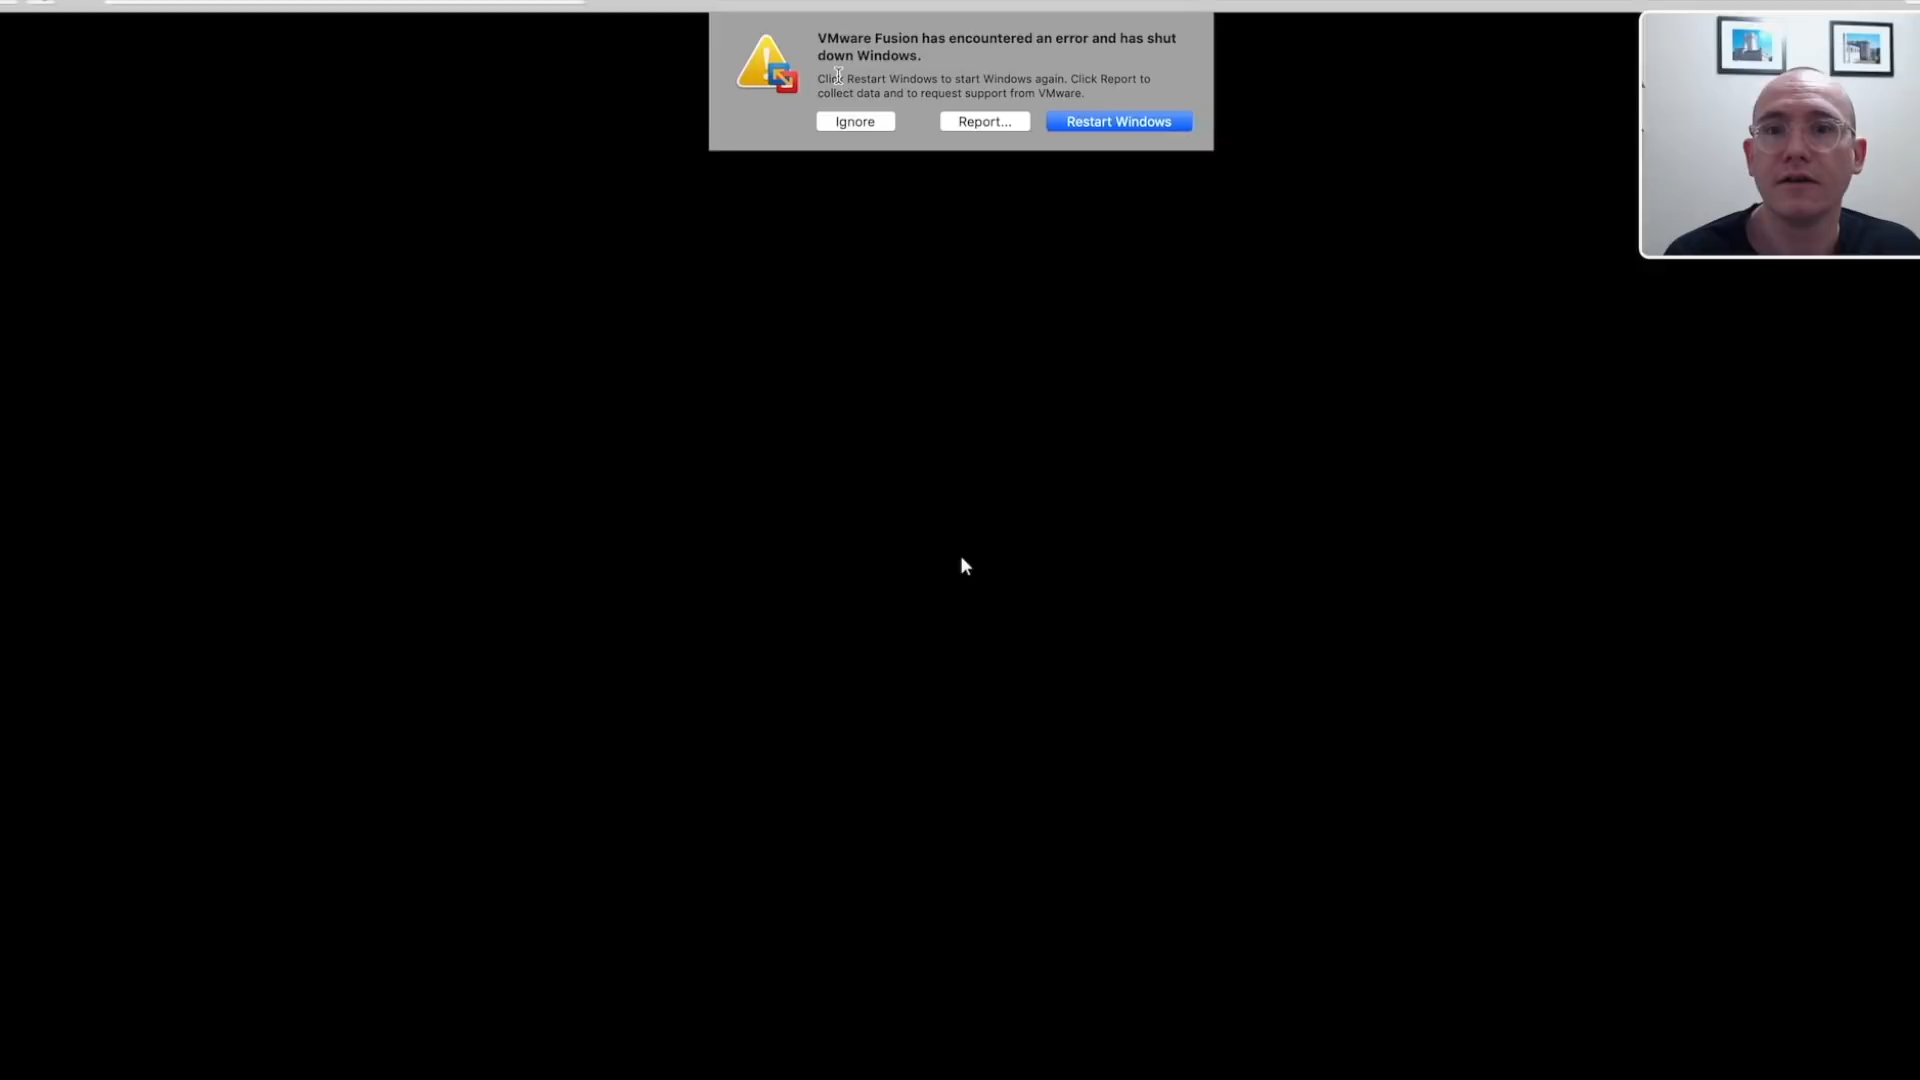 VMware Fusion has encountered an error and has shut
down Windows.
Click Restart Windows to start Windows again. Click Report to
collect data and to request support from VMware.
Ignore
Report...
Restart Windows